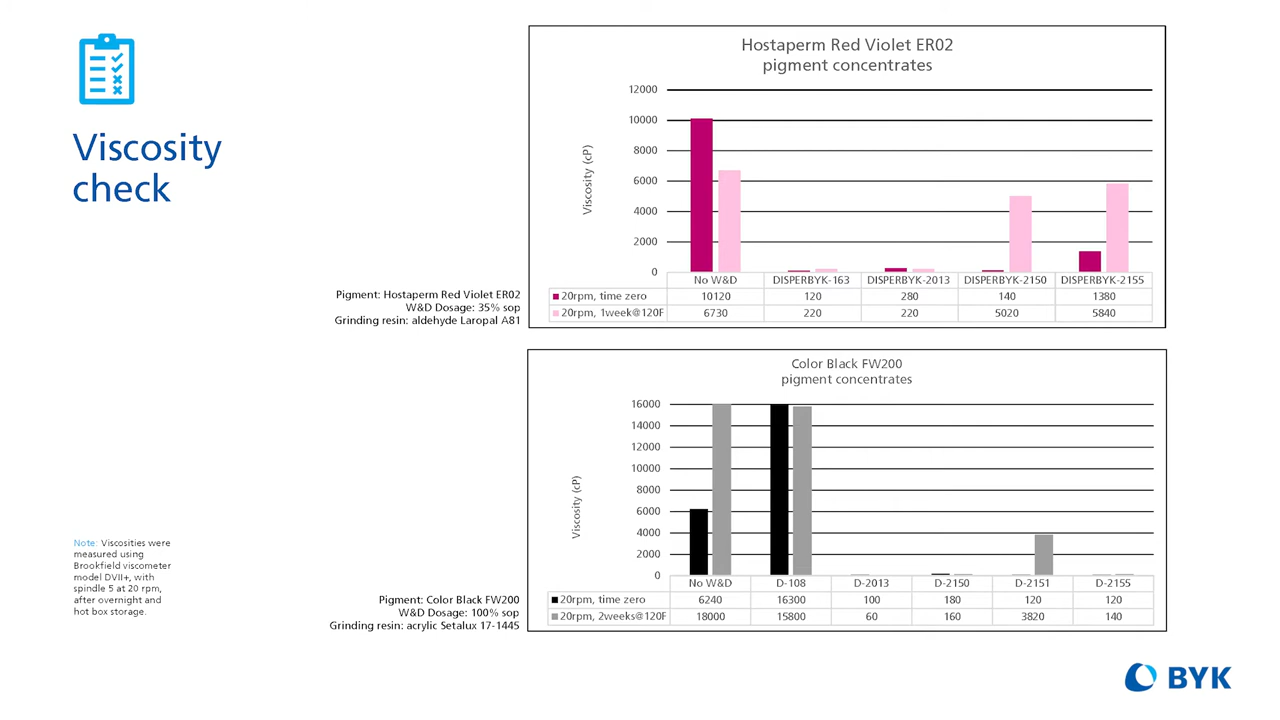 Viscosity
check
Hostaperm Red Violet ER02
pigment concentrates
Viscosity (cP)
12000
10000
8000
6000
4000
2000
0
No W&D DISPERBYK-163 DISPERBYK-2013 DISPERBYK-2150 DISPERBYK-2155
20rpm, time zero 10120 120 280 140 1380
20rpm, 1week@120F 6730 220 220 5020 5840
Pigment: Hostaperm Red Violet ER02
W&D Dosage: 35% sop
Grinding resin: aldehyde Laropal A81
Color Black FW200
pigment concentrates
Viscosity (cP)
16000
14000
12000
10000
8000
6000
4000
2000
0
No W&D D-108 D-2013 D-2150 D-2151 D-2155
20rpm, time zero 6240 16300 100 180 120 120
20rpm, 2weeks@120F 18000 15800 60 160 3820 140
Pigment: Color Black FW200
W&D Dosage: 100% sop
Grinding resin: acrylic Setalux 17-1445
Note: Viscosities were
measured using
Brookfield viscometer
model DVII+, with
spindle 5 at 20 rpm,
after overnight and
hot box storage.
BYK